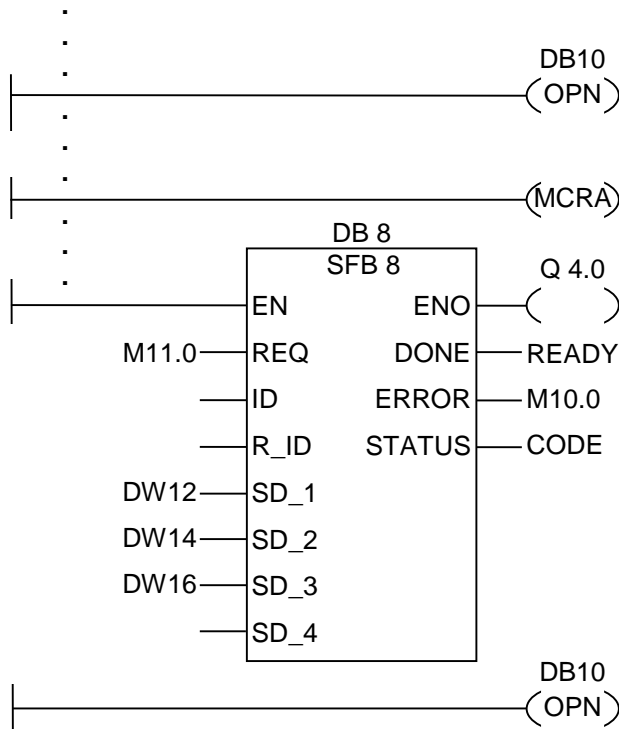 DB10
(OPN)
(MCRA)
DB 8
SFB 8
Q 4.0
EN ENO ( )
M11.0 REQ DONE READY
ID ERROR M10.0
R_ID STATUS CODE
DW12 SD_1
DW14 SD_2
DW16 SD_3
SD_4
DB10
(OPN)